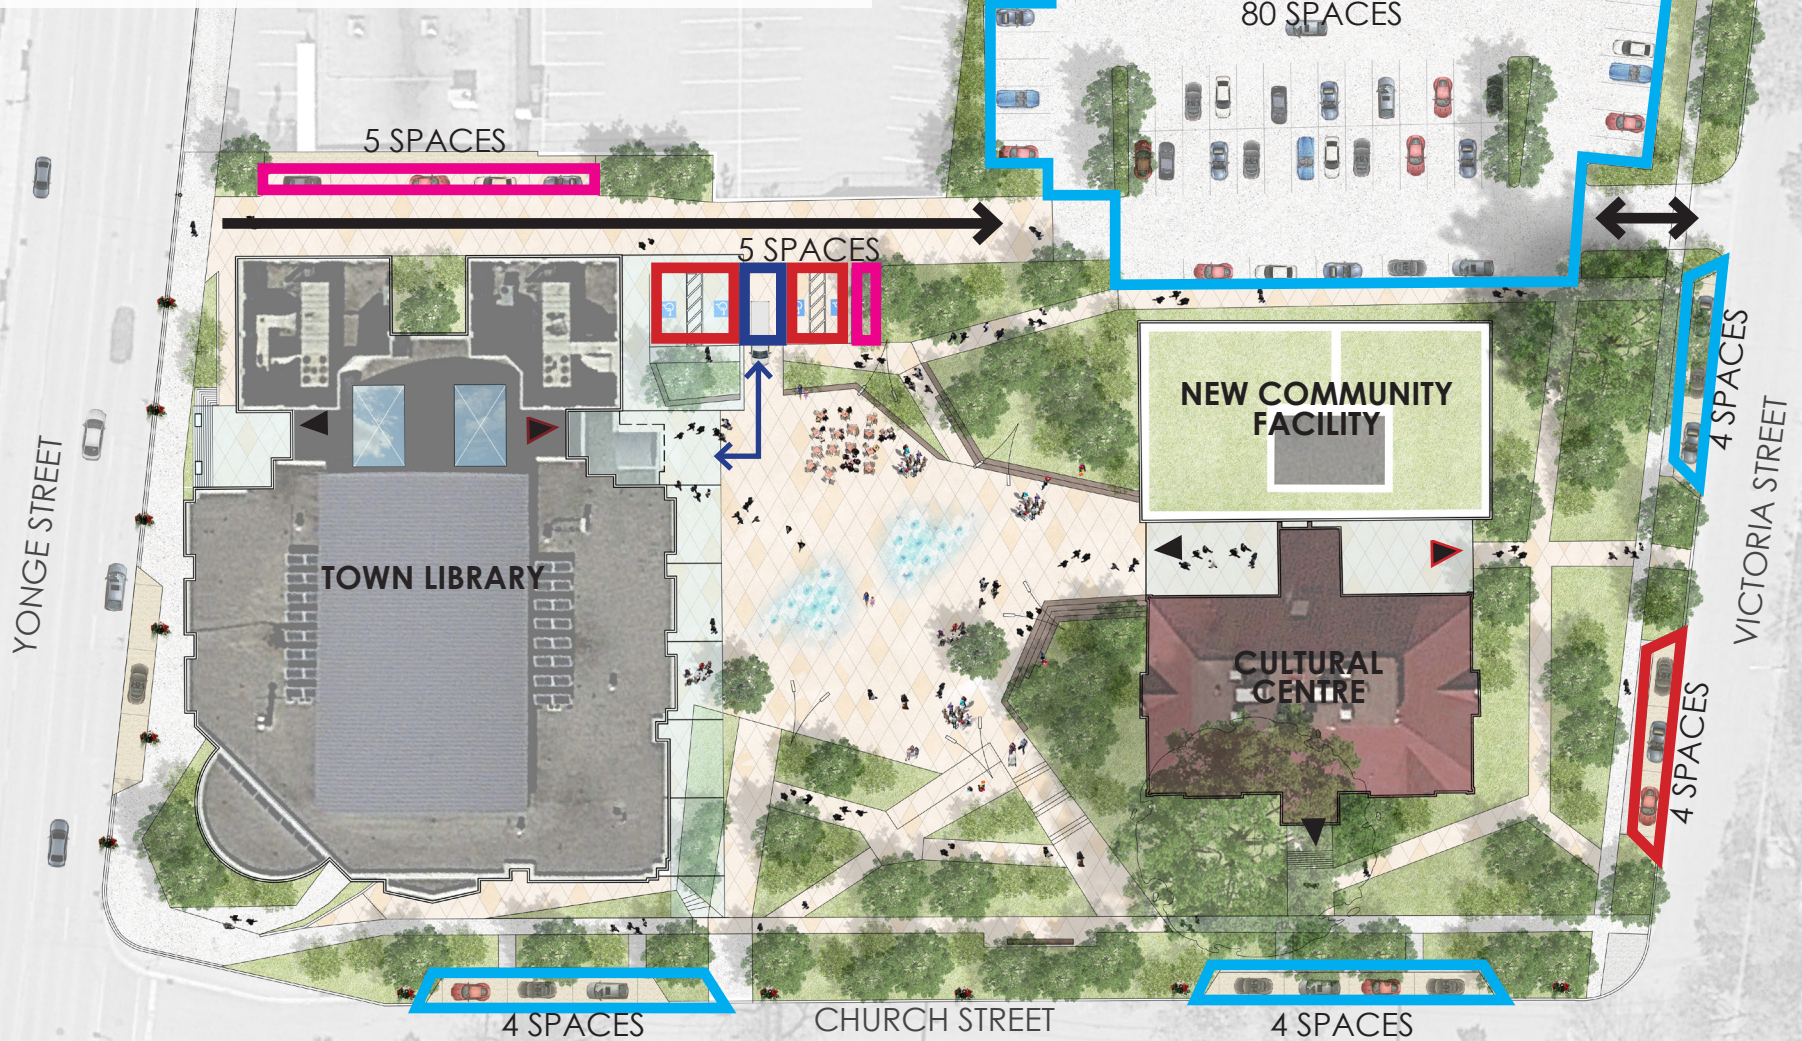 80 SPACES
5 SPACES
5 SPACES
4 SPACES
NEW COMMUNITY
FACILITY
YONGE STREET
TOWN LIBRARY
VICTORIA STREET
CULTURAL
CENTRE
4 SPACES
4 SPACES
CHURCH STREET
4 SPACES